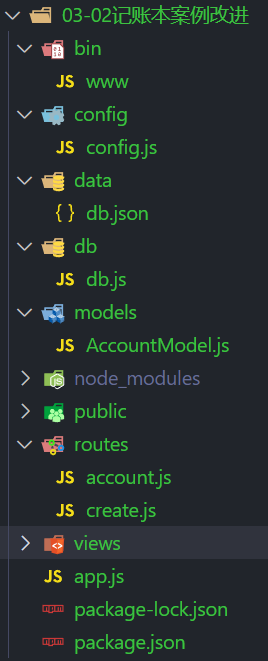 03-02记账本案例改进
bin
JS www
config
JS config.js
data
{ } db.json
db
JS db.js
models
JS AccountModel.js
node_modules
public
routes
JS account.js
JS create.js
views
JS app.js
package-lock.json
package.json